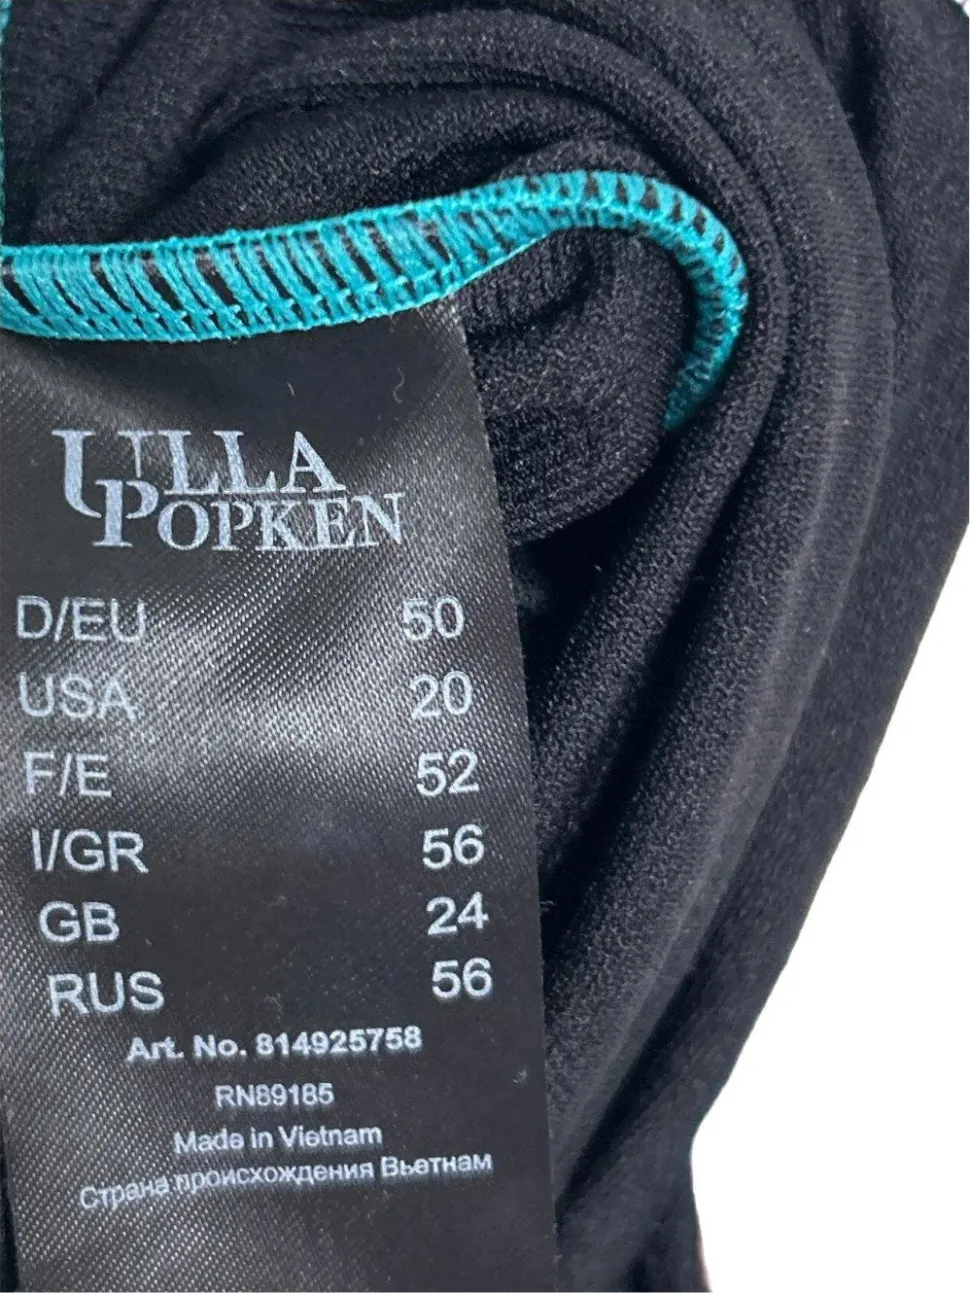 ULLA
POPKEN
D/EU 50
USA 20
F/E 52
I/GR 56
GB 24
RUS 56
Art. No. 814925758
RN89185
Made in Vietnam
Страна происхождения Вьетнам